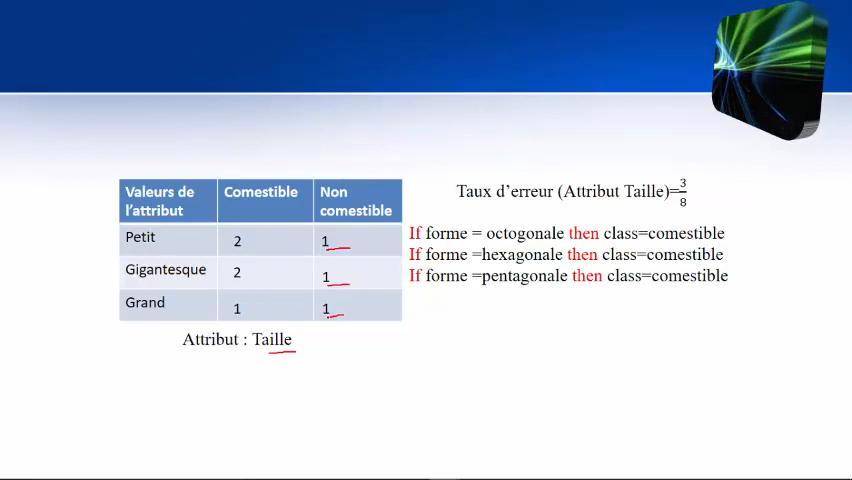 Valeurs de l'attribut Comestible Non comestible
Petit 2 1
Gigantesque 2 1
Grand 1 1
Attribut : Taille
Taux d'erreur (Attribut Taille)=3/8
If forme = octogonale then class=comestible
If forme =hexagonale then class=comestible
If forme =pentagonale then class=comestible